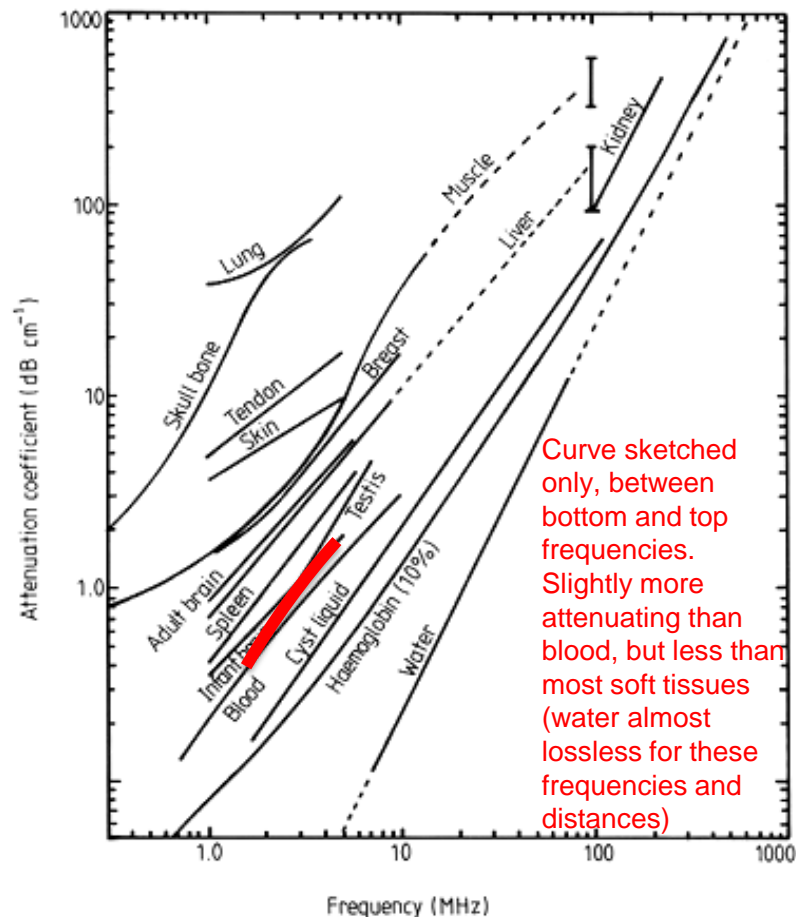 1000
100
10
1.0
Attenuation coefficient (dB cm⁻¹)
Lung
Skull bone
Tendon
Skin
Muscle
Liver
Kidney
Breast
Testis
Adult brain
Spleen
Infant
Blood
Cyst liquid
Haemoglobin (10%)
Water
Curve sketched
only, between
bottom and top
frequencies.
Slightly more
attenuating than
blood, but less than
most soft tissues
(water almost
lossless for these
frequencies and
distances)
1.0
10
100
1000
Frequency (MHz)